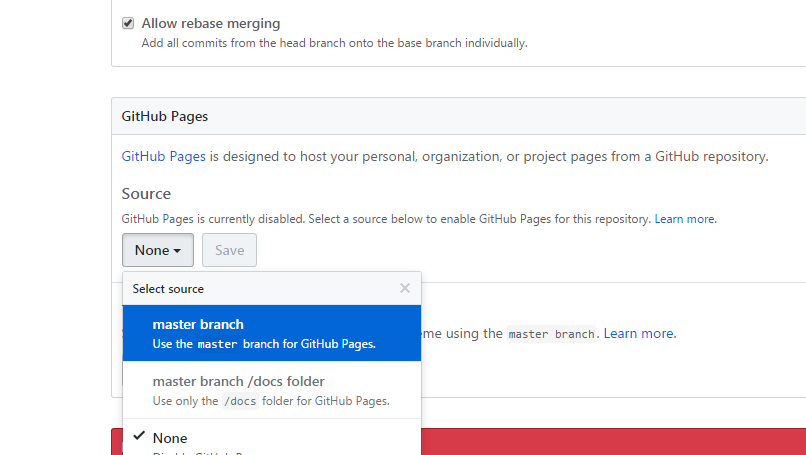 Allow rebase merging
Add all commits from the head branch onto the base branch individually.
GitHub Pages
GitHub Pages is designed to host your personal, organization, or project pages from a GitHub repository.
Source
GitHub Pages is currently disabled. Select a source below to enable GitHub Pages for this repository. Learn more.
None Save
Select source
master branch
Use the master branch for GitHub Pages.
using the master branch. Learn more.
master branch /docs folder
Use only the /docs folder for GitHub Pages.
None